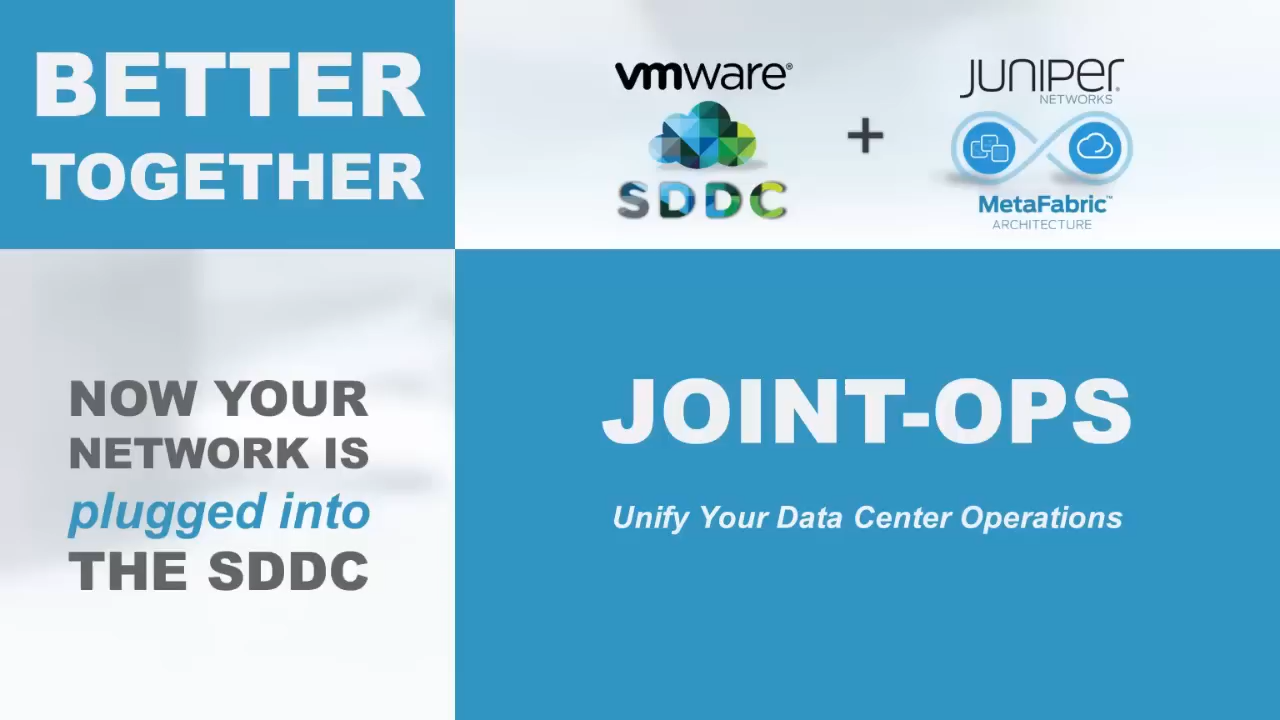 BETTER
TOGETHER
vmware®
SDDC
+
JUNIPER®
NETWORKS
MetaFabric™
ARCHITECTURE
NOW YOUR
NETWORK IS
plugged into
THE SDDC
JOINT-OPS
Unify Your Data Center Operations